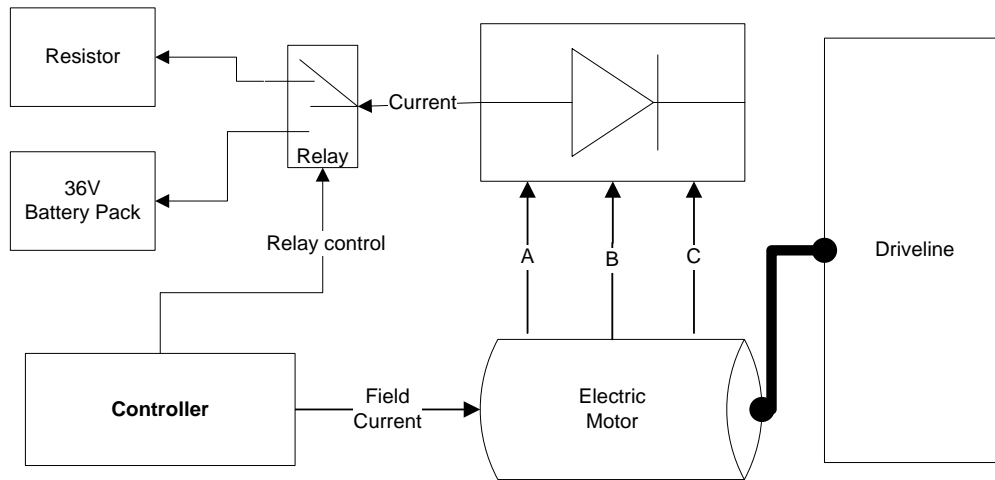 Resistor
Current
Relay
36V
Battery Pack
Relay control
A
B
C
Driveline
Controller
Field
Current
Electric
Motor